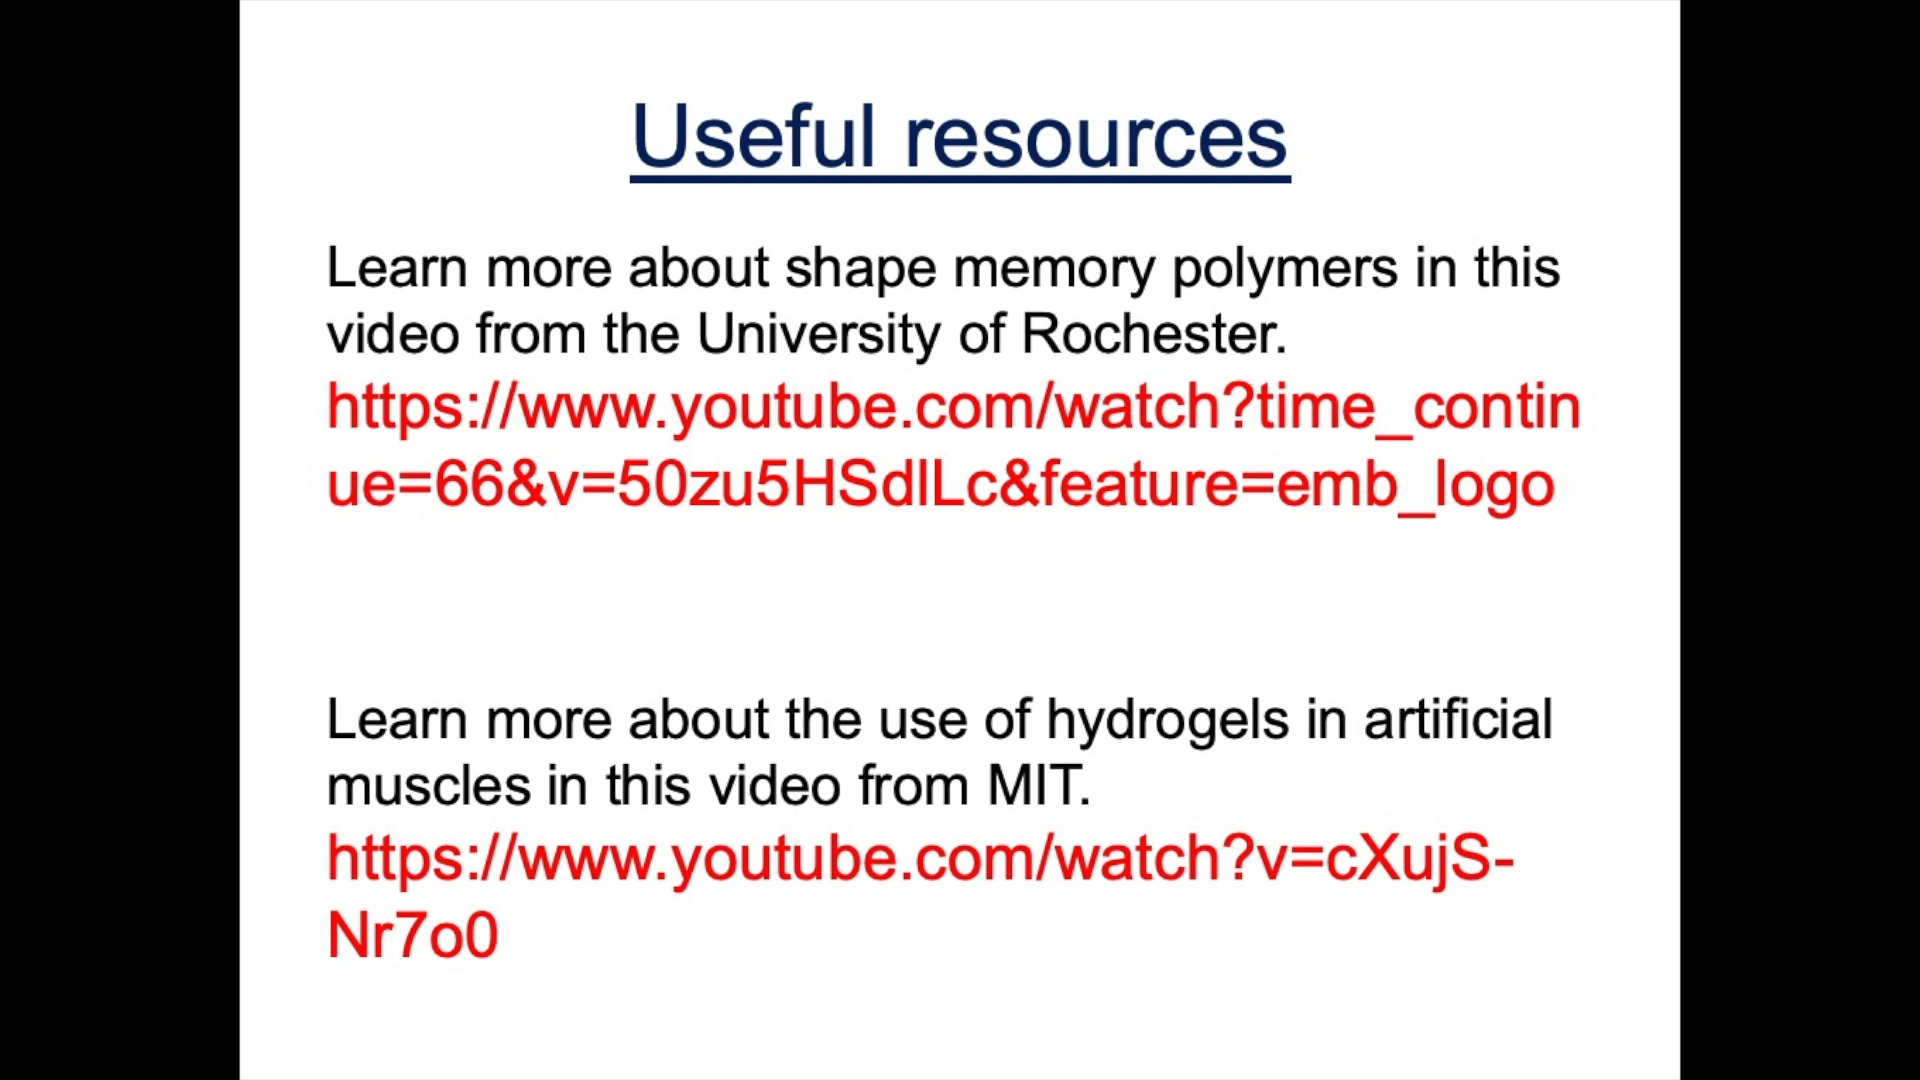 Useful resources
Learn more about shape memory polymers in this
video from the University of Rochester.
https://www.youtube.com/watch?time_contin
ue=66&v=50zu5HSdlLc&feature=emb_logo
Learn more about the use of hydrogels in artificial
muscles in this video from MIT.
https://www.youtube.com/watch?v=cXujS-
Nr7o0